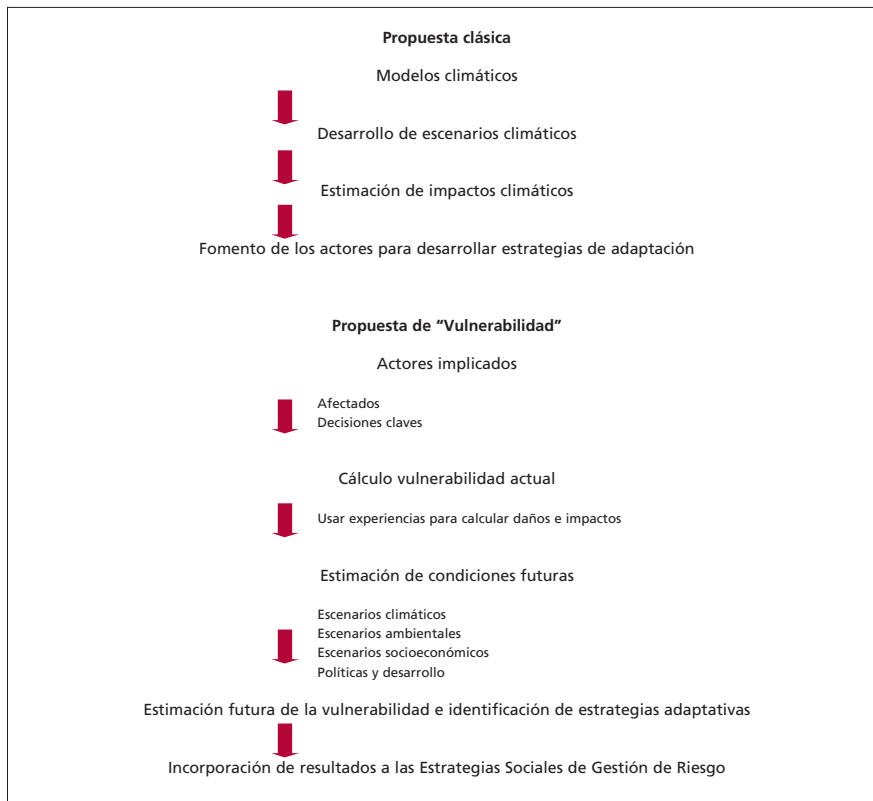 Propuesta clásica
Modelos climáticos
Desarrollo de escenarios climáticos
Estimación de impactos climáticos
Fomento de los actores para desarrollar estrategias de adaptación
Propuesta de “Vulnerabilidad”
Actores implicados
Afectados
Decisiones claves
Cálculo vulnerabilidad actual
Usar experiencias para calcular daños e impactos
Estimación de condiciones futuras
Escenarios climáticos
Escenarios ambientales
Escenarios socioeconómicos
Políticas y desarrollo
Estimación futura de la vulnerabilidad e identificación de estrategias adaptativas
Incorporación de resultados a las Estrategias Sociales de Gestión de Riesgo